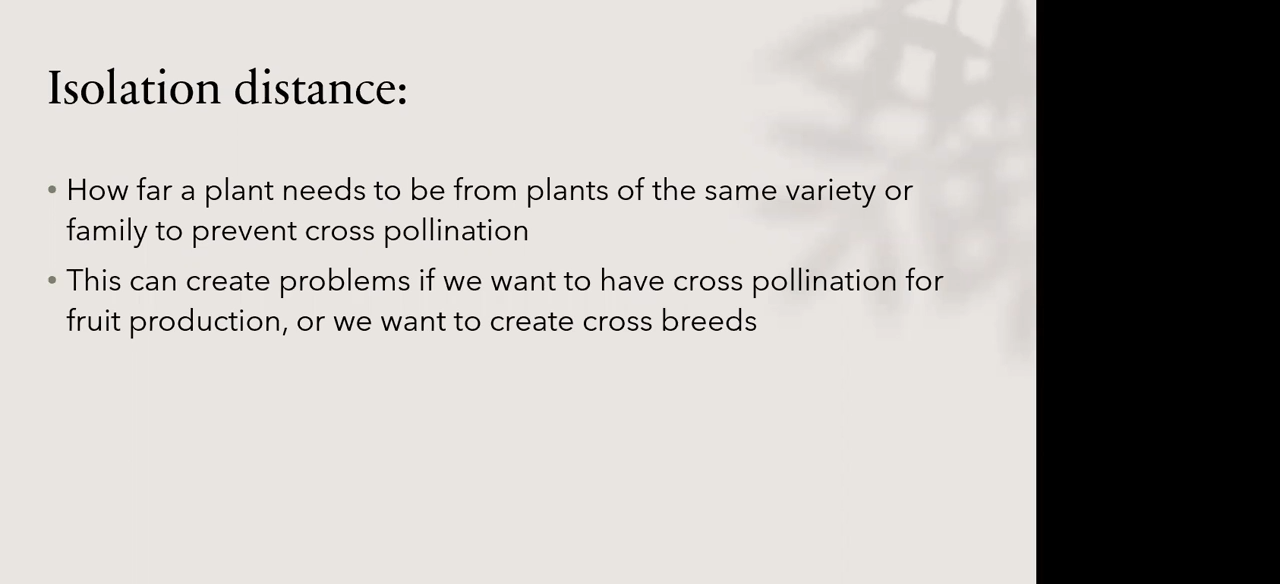 Isolation distance:
• How far a plant needs to be from plants of the same variety or
family to prevent cross pollination
• This can create problems if we want to have cross pollination for
fruit production, or we want to create cross breeds